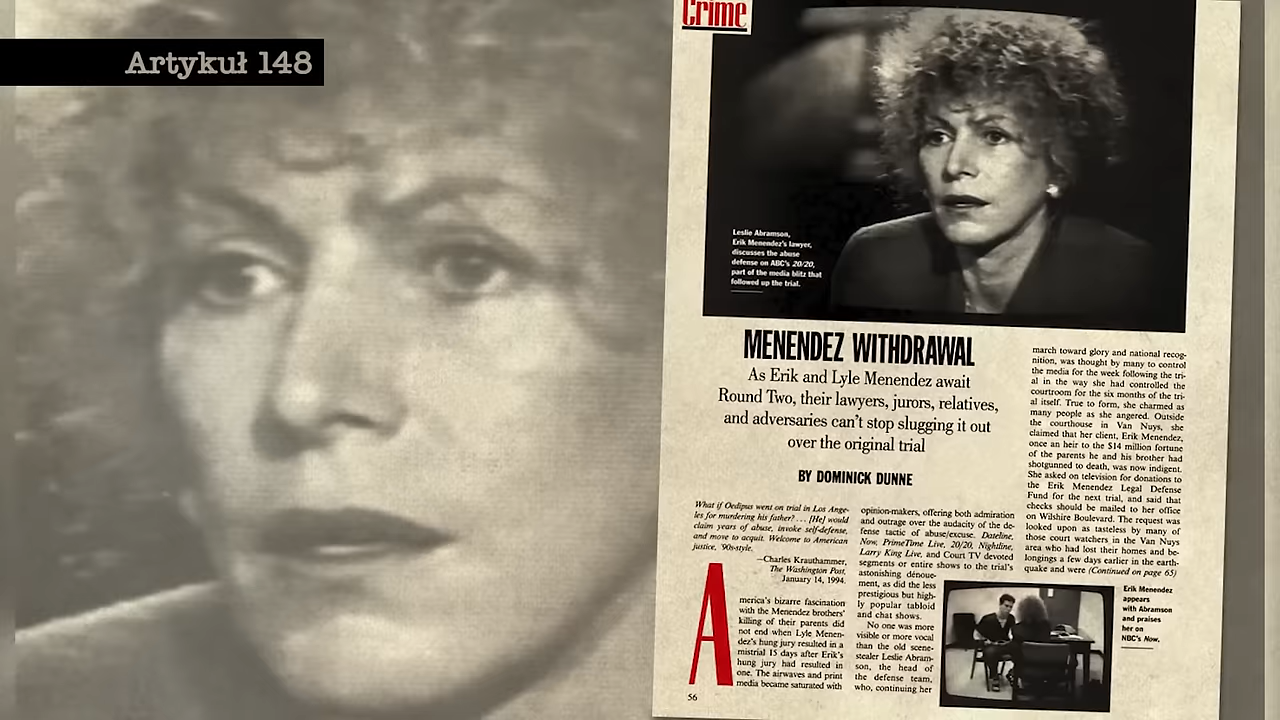 Artykuł 148
Crime
Leslie Abramson,
Erik Menendez's lawyer,
discusses the abuse
defense on ABC's 20/20,
part of the media blitz that
followed up the trial.
MENENDEZ WITHDRAWAL
As Erik and Lyle Menendez await
Round Two, their lawyers, jurors, relatives,
and adversaries can't stop slugging it out
over the original trial
BY DOMINICK DUNNE
What if Oedipus went on trial in Los Ange-
les for murdering his father? . . . [He] would
claim years of abuse, invoke self-defense,
and move to acquit. Welcome to American
justice, '90s-style.
—Charles Krauthammer,
The Washington Post,
January 14, 1994.
America's bizarre fascination
with the Menendez brothers'
killing of their parents did
not end when Lyle Menen-
dez's hung jury resulted in a
mistrial 15 days after Erik's
hung jury had resulted in
one. The airwaves and print
media became saturated with
opinion-makers, offering both admiration
and outrage over the audacity of the de-
fense tactic of abuse/excuse. Dateline,
Now, PrimeTime Live, 20/20, Nightline,
Larry King Live, and Court TV devoted
segments or entire shows to the trial's
astonishing dénoue-
ment, as did the less
prestigious but high-
ly popular tabloid
and chat shows.
No one was more
visible or more vocal
than the old scene-
stealer Leslie Abram-
son, the head of
the defense team,
who, continuing her
march toward glory and national recog-
nition, was thought by many to control
the media for the week following the tri-
al in the way she had controlled the
courtroom for the six months of the tri-
al itself. True to form, she charmed as
many people as she angered. Outside
the courthouse in Van Nuys, she
claimed that her client, Erik Menendez,
once an heir to the $14 million fortune
of the parents he and his brother had
shotgunned to death, was now indigent.
She asked on television for donations to
the Erik Menendez Legal Defense
Fund for the next trial, and said that
checks should be mailed to her office
on Wilshire Boulevard. The request was
looked upon as tasteless by many of
those court watchers in the Van Nuys
area who had lost their homes and be-
longings a few days earlier in the earth-
quake and were (Continued on page 65)
Erik Menendez
appears
with Abramson
and praises
her on
NBC's Now.
56